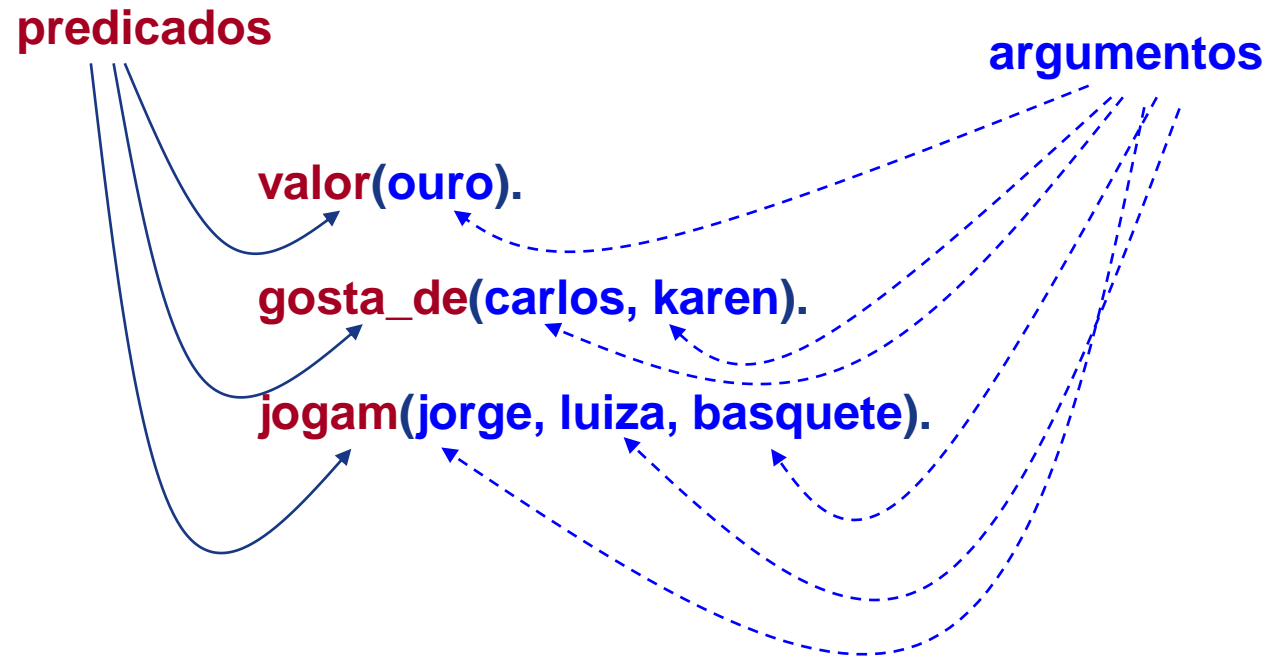 predicados
argumentos
valor(ouro).
gosta_de(carlos, karen).
jogam(jorge, luiza, basquete).